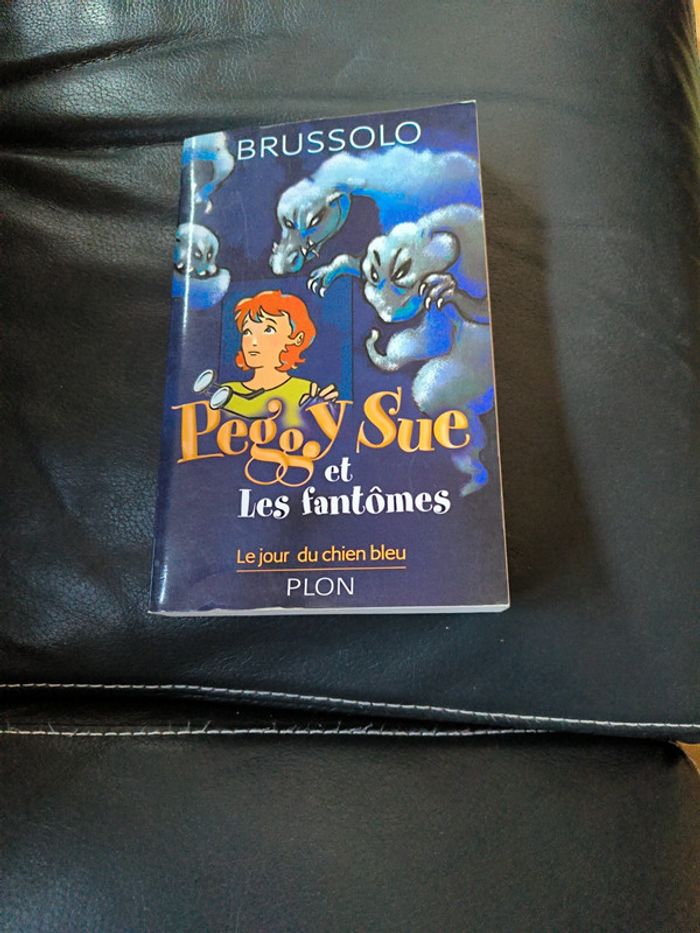 BRUSSOLO
Peggy Sue
et
Les fantômes
Le jour du chien bleu
PLON